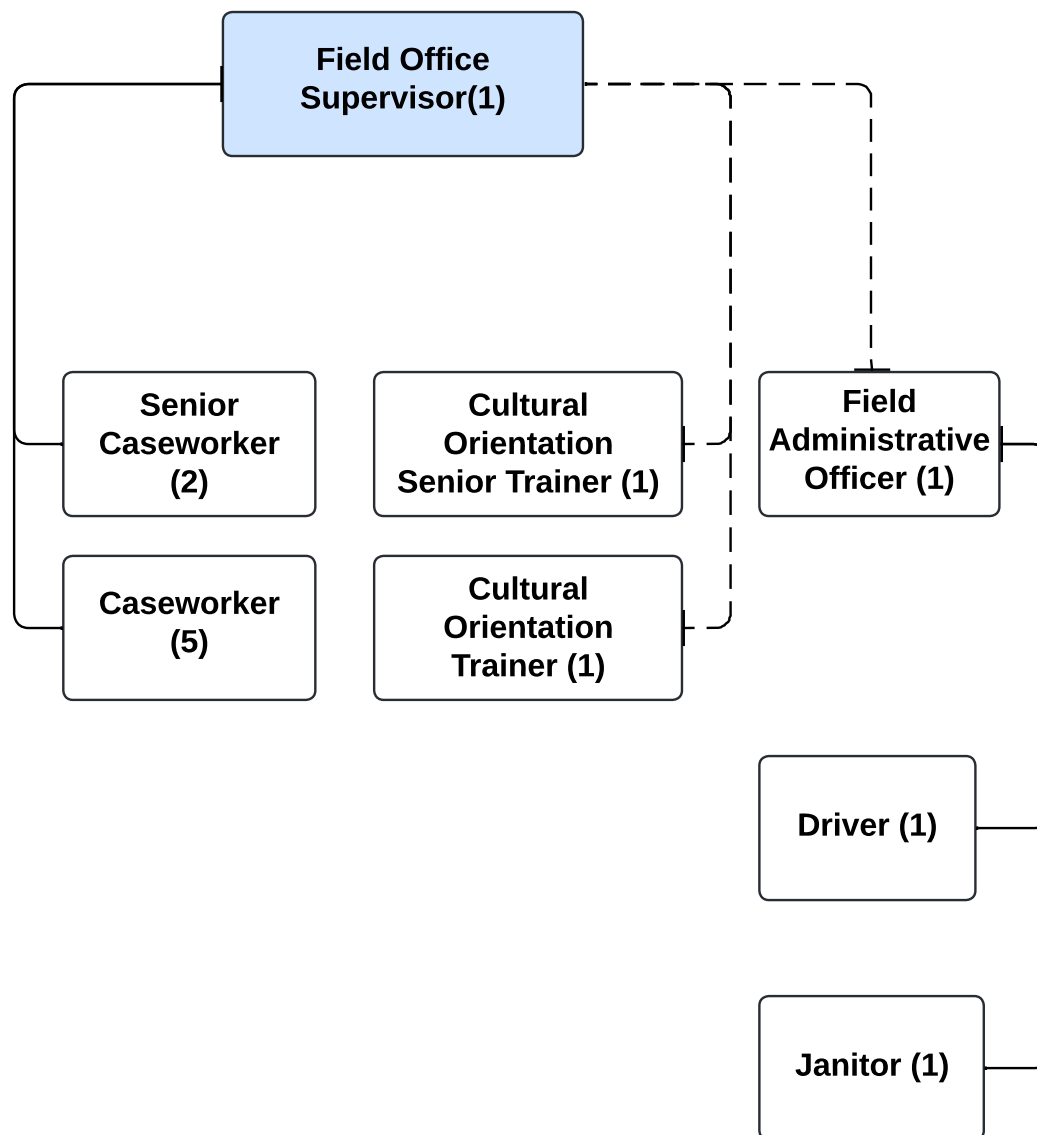 Field Office
Supervisor(1)
Senior
Caseworker
(2)
Cultural
Orientation
Senior Trainer (1)
Field
Administrative
Officer (1)
Caseworker
(5)
Cultural
Orientation
Trainer (1)
Driver (1)
Janitor (1)